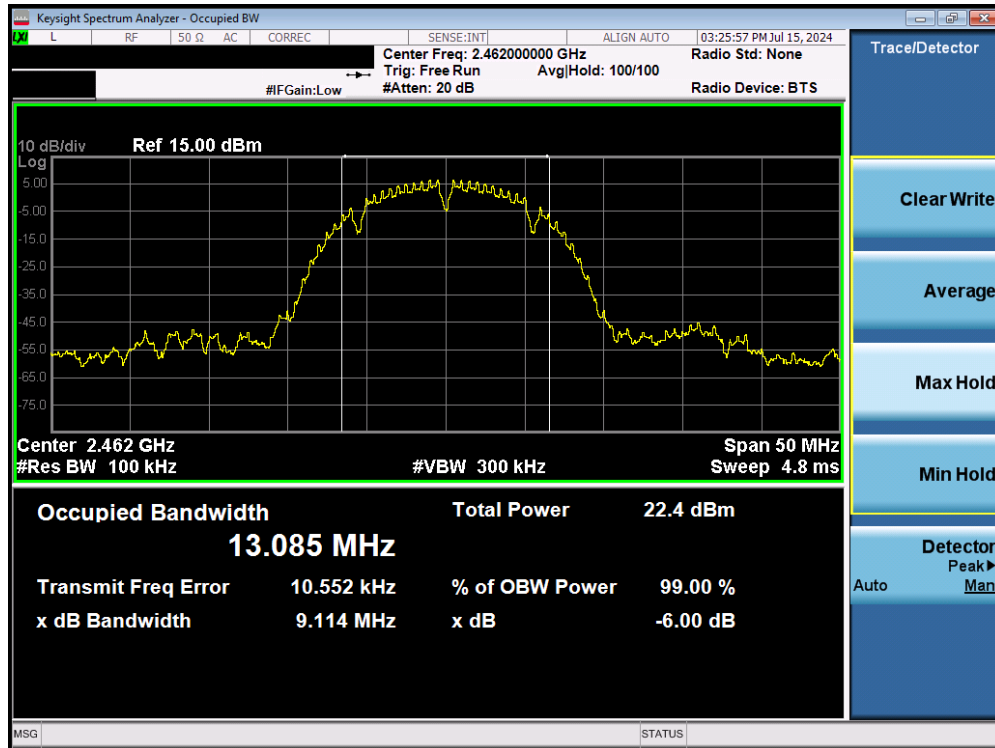 Keysight Spectrum Analyzer - Occupied BW
LXI L RF 50 Ω AC CORREC SENSE:INT ALIGN AUTO 03:25:57 PM Jul 15, 2024
Center Freq: 2.462000000 GHz Radio Std: None
Trig: Free Run Avg|Hold: 100/100
#IFGain:Low #Atten: 20 dB Radio Device: BTS
10 dB/div Ref 15.00 dBm
Log
5.00
-5.00
-15.0
-25.0
-35.0
-45.0
-55.0
-65.0
-75.0
Center 2.462 GHz Span 50 MHz
#Res BW 100 kHz #VBW 300 kHz Sweep 4.8 ms
Occupied Bandwidth Total Power 22.4 dBm
13.085 MHz
Transmit Freq Error 10.552 kHz % of OBW Power 99.00 %
x dB Bandwidth 9.114 MHz x dB -6.00 dB
MSG STATUS
Trace/Detector
Clear Write
Average
Max Hold
Min Hold
Detector
Peak▶
Auto Man